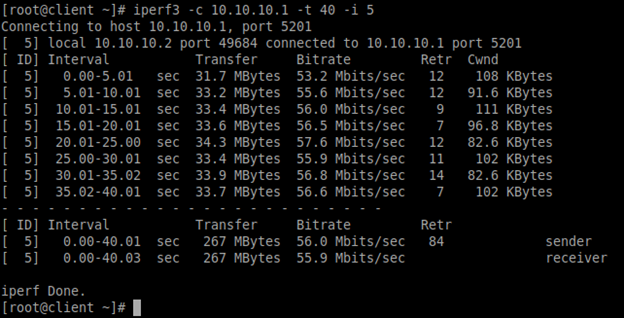 [root@client ~]# iperf3 -c 10.10.10.1 -t 40 -i 5
Connecting to host 10.10.10.1, port 5201
[  5] local 10.10.10.2 port 49684 connected to 10.10.10.1 port 5201
[ ID] Interval           Transfer     Bitrate         Retr  Cwnd
[  5]   0.00-5.01   sec  31.7 MBytes  53.2 Mbits/sec   12    108 KBytes
[  5]   5.01-10.01  sec  33.2 MBytes  55.6 Mbits/sec   12   91.6 KBytes
[  5]  10.01-15.01  sec  33.4 MBytes  56.0 Mbits/sec    9    111 KBytes
[  5]  15.01-20.01  sec  33.6 MBytes  56.5 Mbits/sec    7   96.8 KBytes
[  5]  20.01-25.00  sec  34.3 MBytes  57.6 Mbits/sec   12   82.6 KBytes
[  5]  25.00-30.01  sec  33.4 MBytes  55.9 Mbits/sec   11    102 KBytes
[  5]  30.01-35.02  sec  33.9 MBytes  56.8 Mbits/sec   14   82.6 KBytes
[  5]  35.02-40.01  sec  33.7 MBytes  56.6 Mbits/sec    7    102 KBytes
- - - - - - - - - - - - - - - - - - - - - - - - -
[ ID] Interval           Transfer     Bitrate         Retr
[  5]   0.00-40.01  sec   267 MBytes  56.0 Mbits/sec   84             sender
[  5]   0.00-40.03  sec   267 MBytes  55.9 Mbits/sec                  receiver
iperf Done.
[root@client ~]#